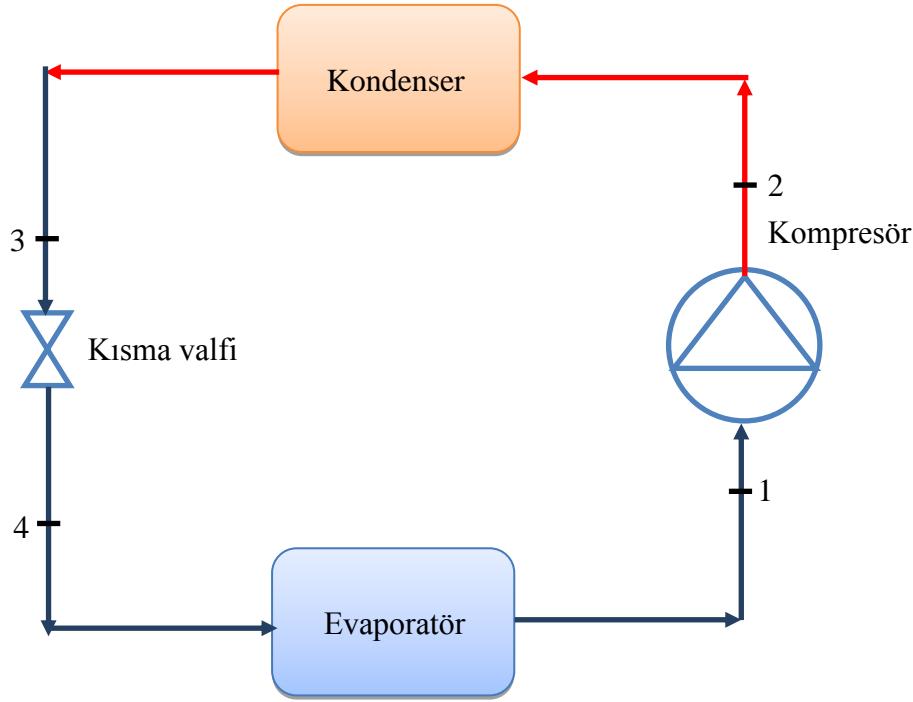 Kondenser
2
Kompresör
3
Kısma valfi
1
4
Evaporatör